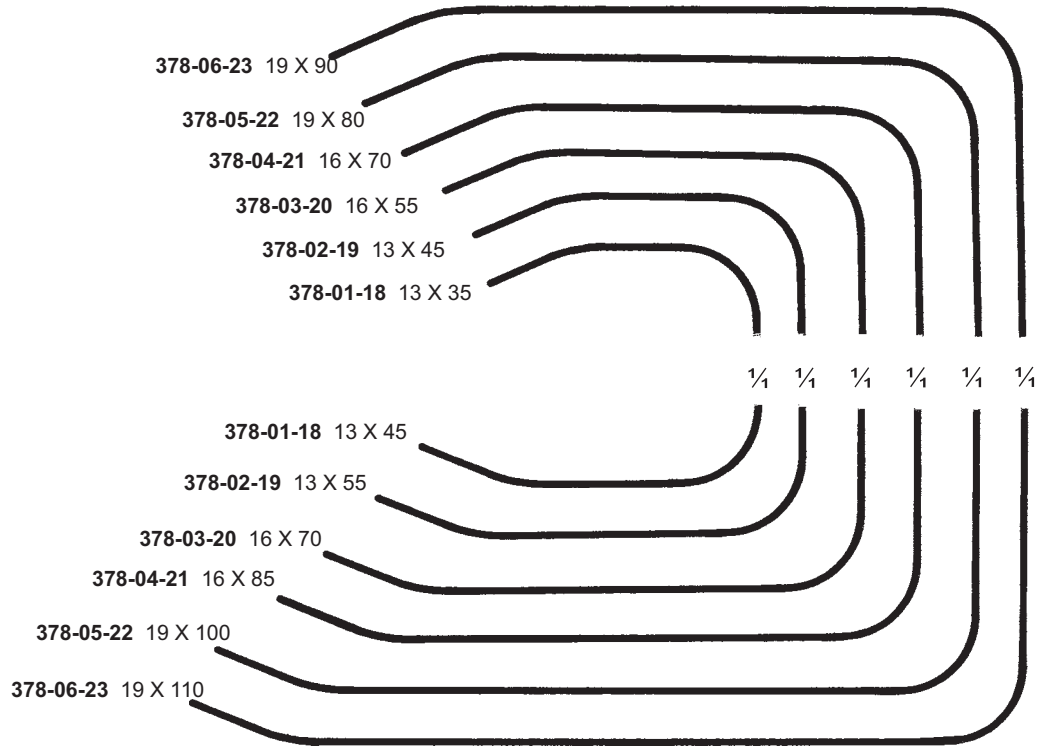 378-06-23 19 X 90
378-05-22 19 X 80
378-04-21 16 X 70
378-03-20 16 X 55
378-02-19 13 X 45
378-01-18 13 X 35
¹⁄₁ ¹⁄₁ ¹⁄₁ ¹⁄₁ ¹⁄₁ ¹⁄₁
378-01-18 13 X 45
378-02-19 13 X 55
378-03-20 16 X 70
378-04-21 16 X 85
378-05-22 19 X 100
378-06-23 19 X 110